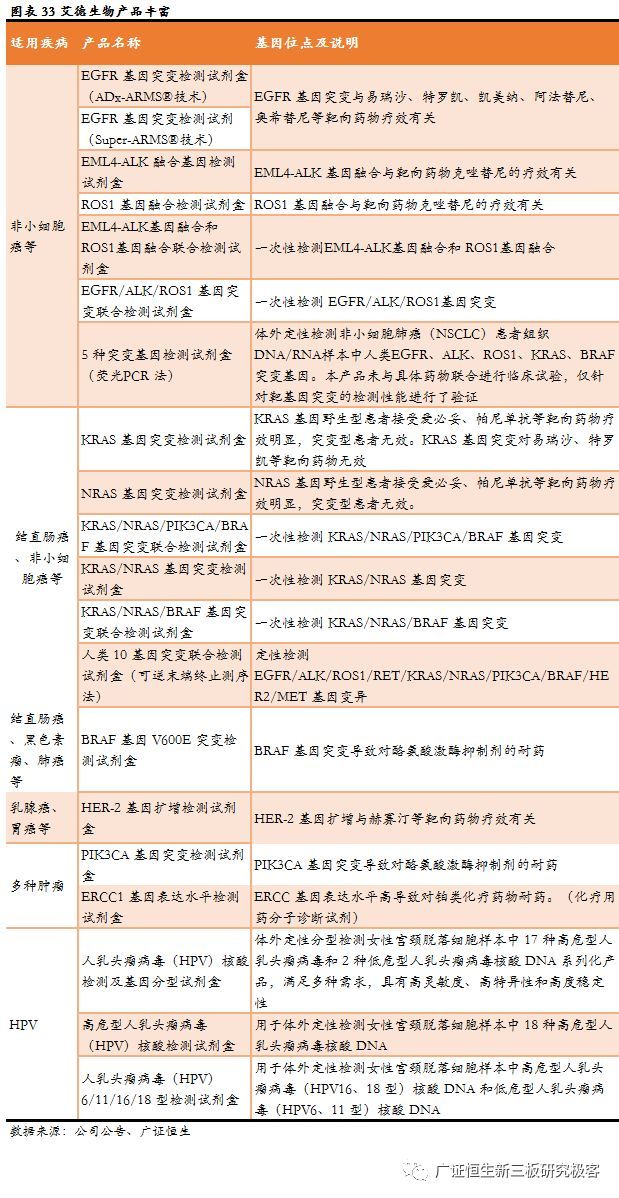 图表 33 艾德生物产品丰富
适用疾病 产品名称 基因位点及说明
非小细胞
癌等
EGFR 基因突变检测试剂盒
（ADx-ARMS®技术）
EGFR 基因突变检测试剂
（Super-ARMS®技术）
EGFR 基因突变与易瑞沙、特罗凯、凯美纳、阿法替尼、
奥希替尼等靶向药物疗效有关
EML4-ALK 融合基因检测
试剂盒
EML4-ALK 基因融合与靶向药物克唑替尼的疗效有关
ROS1 基因融合检测试剂盒
ROS1 基因融合与靶向药物克唑替尼的疗效有关
EML4-ALK基因融合和
ROS1基因融合联合检测试
剂盒
一次性检测EML4-ALK基因融合和 ROS1基因融合
EGFR/ALK/ROS1 基因突
变联合检测试剂盒
一次性检测 EGFR/ALK/ROS1基因突变
5 种突变基因检测试剂盒
（荧光PCR 法）
体外定性检测非小细胞肺癌（NSCLC）患者组织
DNA/RNA样本中人类EGFR、ALK、ROS1、KRAS、BRAF
突变基因。本产品未与具体药物联合进行临床试验，仅针
对靶基因突变的检测性能进行了验证
结直肠癌
、非小细
胞癌等
KRAS 基因突变检测试剂盒
KRAS 基因野生型患者接受爱必妥、帕尼单抗等靶向药物疗
效明显，突变型患者无效。KRAS 基因突变对易瑞沙、特罗
凯等靶向药物无效
NRAS 基因突变检测试剂盒
NRAS 基因野生型患者接受爱必妥、帕尼单抗等靶向药物疗
效明显，突变型患者无效。
KRAS/NRAS/PIK3CA/BRA
F 基因突变联合检测试剂盒
一次性检测 KRAS/NRAS/PIK3CA/BRAF 基因突变
KRAS/NRAS 基因突变检测
试剂盒
一次性检测 KRAS/NRAS 基因突变
KRAS/NRAS/BRAF 基因突
变联合检测试剂盒
一次性检测 KRAS/NRAS/BRAF 基因突变
人类 10 基因突变联合检测
试剂盒（可逆末端终止测序
法）
定性检测
EGFR/ALK/ROS1/RET/KRAS/NRAS/PIK3CA/BRAF/HE
R2/MET 基因变异
结直肠癌
、黑色素
瘤、肺癌
等
BRAF 基因 V600E 突变检
测试剂盒
BRAF 基因突变导致对酪氨酸激酶抑制剂的耐药
乳腺癌、
胃癌等
HER-2 基因扩增检测试剂
盒
HER-2 基因扩增与赫赛汀等靶向药物疗效有关
多种肿瘤
PIK3CA 基因突变检测试剂
盒
PIK3CA 基因突变导致对酪氨酸激酶抑制剂的耐药
ERCC1 基因表达水平检测
试剂盒
ERCC 基因表达水平高导致对铂类化疗药物耐药。（化疗用
药分子诊断试剂）
HPV
人乳头瘤病毒（HPV）核酸
检测及基因分型试剂盒
体外定性分型检测女性宫颈脱落细胞样本中 17 种高危型人
乳头瘤病毒和 2 种低危型人乳头瘤病毒核酸 DNA 系列化产
品，满足多种需求，具有高灵敏度、高特异性和高度稳定
性
高危型人乳头瘤病毒
（HPV）核酸检测试剂盒
用于体外定性检测女性宫颈脱落细胞样本中 18 种高危型人
乳头瘤病毒核酸 DNA
人乳头瘤病毒（HPV）
6/11/16/18 型检测试剂盒
用于体外定性检测女性宫颈脱落细胞样本中高危型人乳头
瘤病毒（HPV16、18 型）核酸 DNA 和低危型人乳头瘤病
毒（HPV6、11 型）核酸 DNA
数据来源：公司公告、广证恒生
广证恒生新三板研究极客